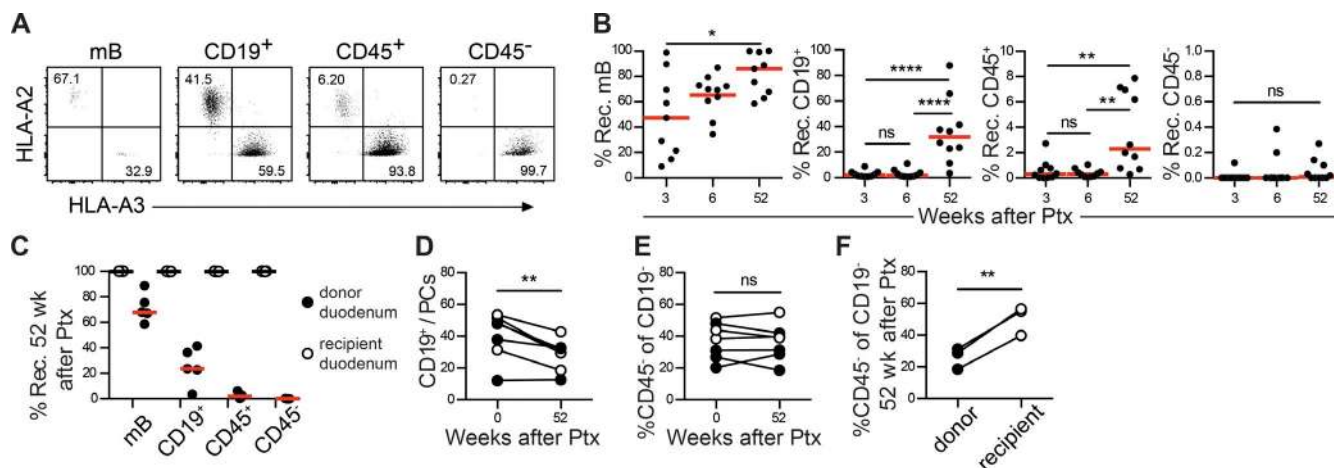 A
mB
CD19+
CD45+
CD45-
67.1
32.9
41.5
59.5
6.20
93.8
0.27
99.7
HLA-A2
HLA-A3
B
% Rec. mB
100
80
60
40
20
0
3
6
52
*
% Rec. CD19+
100
80
60
40
20
0
3
6
52
****
****
ns
% Rec. CD45+
10
8
6
4
2
0
3
6
52
**
**
ns
% Rec. CD45-
1.0
0.8
0.6
0.4
0.2
0.0
3
6
52
ns
Weeks after Ptx
C
% Rec. 52 wk
after Ptx
100
80
60
40
20
0
mB
CD19+
CD45+
CD45-
donor
duodenum
recipient
duodenum
D
CD19+ / PCs
80
60
40
20
0
**
0
52
Weeks after Ptx
E
%CD45- of CD19-
80
60
40
20
0
ns
0
52
Weeks after Ptx
F
%CD45- of CD19-
52 wk after Ptx
80
60
40
20
0
**
donor
recipient